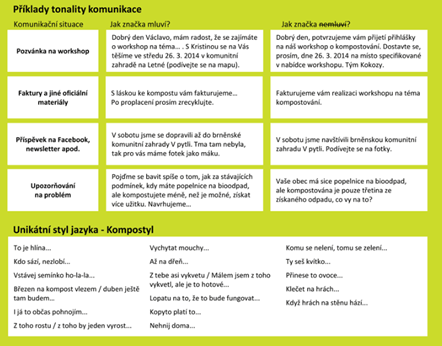 Příklady tonality komunikace
Komunikační situace
Jak značka mluví?
Jak značka nemluví?
Pozvánka na workshop
Dobrý den Václavo, mám radost, že se zajímáte
o workshop na téma... . S Kristinou se na Vás
těšíme ve středu 26. 3. 2014 v komunitní
zahradě na Letné (podívejte se na mapu).
Dobrý den, potvrzujeme vám přijetí přihlášky
na náš workshop o kompostování. Dostavte se,
prosím, dne 26. 3. 2014 na místo specifikované
v nabídce workshopu. Tým Kokozy.
Faktury a jiné oficiální
materiály
S láskou ke kompostu vám fakturujeme...
Po proplacení prosím zrecyklujte.
Fakturujeme vám realizaci workshopu na téma
kompostování.
Příspěvek na Facebook,
newsletter apod.
V sobotu jsme se dopravili až do brněnské
komunitní zahrady V pytli. Tma tam nebyla,
tak pro vás máme fotek jako máku.
V sobotu jsme navštívili brněnskou komunitní
zahradu V pytli. Podívejte se na fotky.
Upozorňování
na problém
Pojďme se bavit spíše o tom, jak za stávajících
podmínek, kdy máte popelnice na bioodpad,
ale kompostujete méně, než je možné, získat
více užitku. Navrhujeme...
Vaše obec má sice popelnice na bioodpad,
ale kompostována je pouze třetina ze
získaného odpadu, co vy na to?
Unikátní styl jazyka - Kompostyl
To je hlína...
Kdo sází, nezlobí...
Vstávej semínko ho-la-la...
Březen na kompost vlezem / duben ještě
tam budem...
I já to občas pohnojím...
Z toho rostu / z toho by jeden vyrost...
Vychytat mouchy...
Až na dřeň...
Z tebe asi vykvetu / Málem jsem z toho
vykvetl, ale je to hotové...
Lopatu na to, že to bude fungovat...
Kopyto platí to...
Nehnij doma...
Komu se nelení, tomu se zelení...
Ty seš kvítko...
Přinese to ovoce...
Klečet na hrách...
Když hrách na stěnu hází...